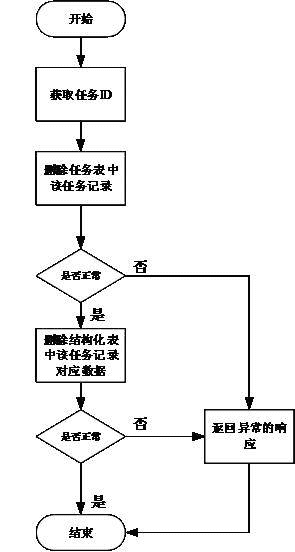 开始
获取任务ID
删除任务表中
该任务记录
是否正常
否
是
删除结构化表
中该任务记录
对应数据
是否正常
否
返回异常的响
应
是
结束